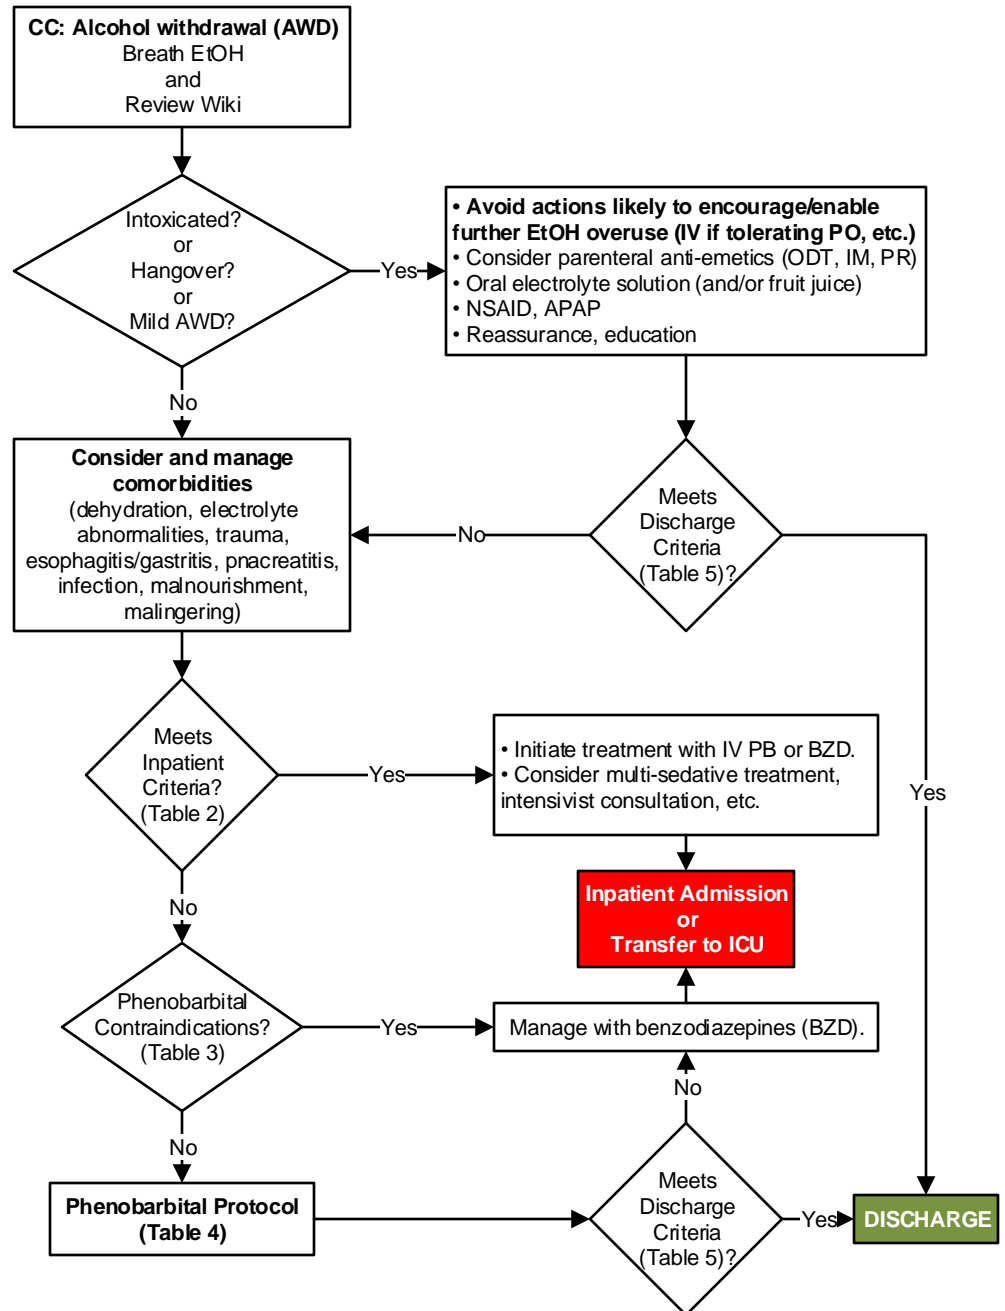 CC: Alcohol withdrawal (AWD)
Breath EtOH
and
Review Wiki
Intoxicated?
or
Hangover?
or
Mild AWD?
Yes
• Avoid actions likely to encourage/enable
further EtOH overuse (IV if tolerating PO, etc.)
• Consider parenteral anti-emetics (ODT, IM, PR)
• Oral electrolyte solution (and/or fruit juice)
• NSAID, APAP
• Reassurance, education
No
Consider and manage
comorbidities
(dehydration, electrolyte
abnormalities, trauma,
esophagitis/gastritis, pnacreatitis,
infection, malnourishment,
malingering)
No
Meets
Discharge
Criteria
(Table 5)?
Yes
Meets
Inpatient
Criteria?
(Table 2)
Yes
• Initiate treatment with IV PB or BZD.
• Consider multi-sedative treatment,
intensivist consultation, etc.
Inpatient Admission
or
Transfer to ICU
No
Phenobarbital
Contraindications?
(Table 3)
Yes
Manage with benzodiazepines (BZD).
No
No
Phenobarbital Protocol
(Table 4)
Meets
Discharge
Criteria
(Table 5)?
Yes
DISCHARGE